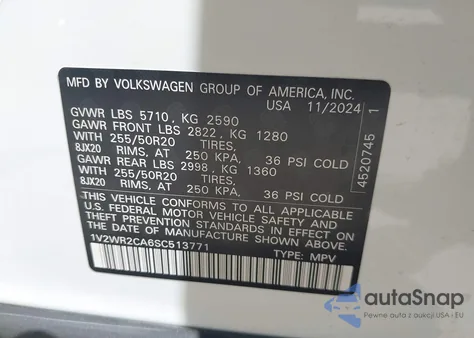 MFD BY VOLKSWAGEN GROUP OF AMERICA, INC.
USA 11/2024
GVWR LBS 5710, KG 2590
GAWR FRONT LBS 2822, KG 1280
WITH 255/50R20 TIRES,
8JX20 RIMS, AT 250 KPA, 36 PSI COLD
GAWR REAR LBS 2998, KG 1360
WITH 255/50R20 TIRES,
8JX20 RIMS, AT 250 KPA, 36 PSI COLD
THIS VEHICLE CONFORMS TO ALL APPLICABLE
U.S. FEDERAL MOTOR VEHICLE SAFETY AND
THEFT PREVENTION STANDARDS IN EFFECT ON
THE DATE OF MANUFACTURE SHOWN ABOVE.
1V2WR2CA6SC513771 TYPE: MPV
4520745 1
autoSnap
Pewne auta z USA - EU